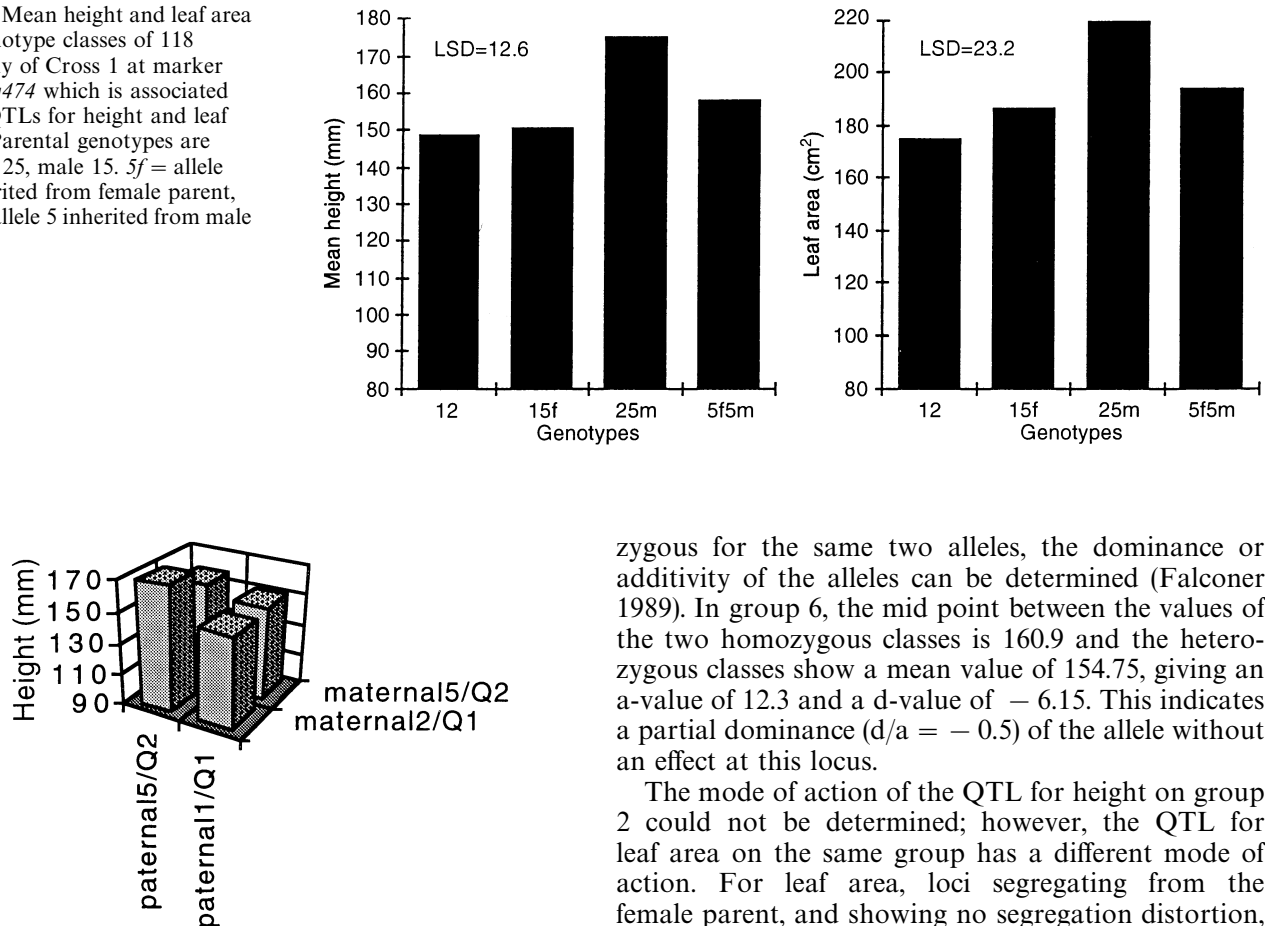 Mean height and leaf area
notype classes of 118
y of Cross 1 at marker
474 which is associated
TLs for height and leaf
Parental genotypes are
25, male 15. 5f = allele
rited from female parent,
allele 5 inherited from male
180
170
160
150
140
130
120
110
100
90
80
Mean height (mm)
LSD=12.6
12 15f 25m 5f5m
Genotypes
220
200
180
160
140
120
100
80
Leaf area (cm²)
LSD=23.2
12 15f 25m 5f5m
Genotypes
Height (mm)
170
150
130
110
90
maternal5/Q2
maternal2/Q1
paternal5/Q2
paternal1/Q1
zygous for the same two alleles, the dominance or
additivity of the alleles can be determined (Falconer
1989). In group 6, the mid point between the values of
the two homozygous classes is 160.9 and the hetero-
zygous classes show a mean value of 154.75, giving an
a-value of 12.3 and a d-value of − 6.15. This indicates
a partial dominance (d/a = − 0.5) of the allele without
an effect at this locus.
The mode of action of the QTL for height on group
2 could not be determined; however, the QTL for
leaf area on the same group has a different mode of
action. For leaf area, loci segregating from the
female parent, and showing no segregation distortion,